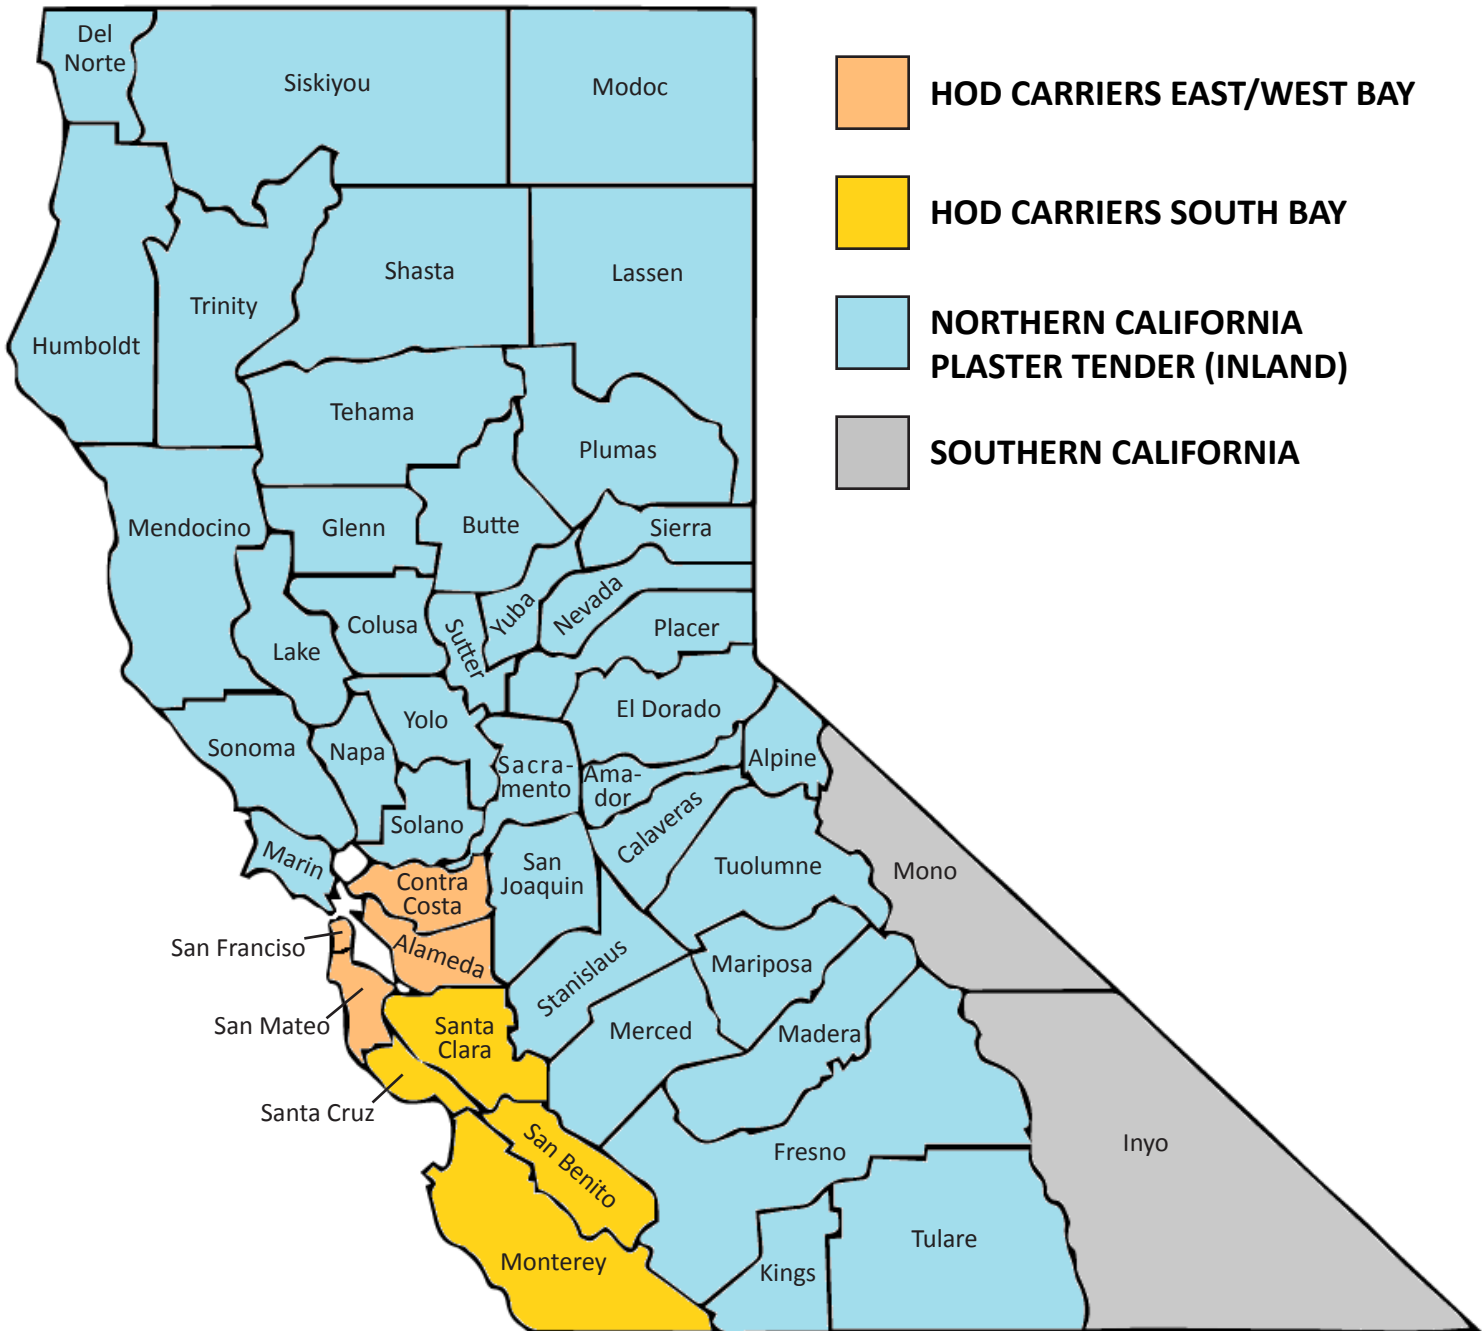 Del
Norte
Siskiyou
Modoc
HOD CARRIERS EAST/WEST BAY
HOD CARRIERS SOUTH BAY
NORTHERN CALIFORNIA
PLASTER TENDER (INLAND)
SOUTHERN CALIFORNIA
Humboldt
Trinity
Shasta
Lassen
Tehama
Plumas
Mendocino
Glenn
Butte
Sierra
Lake
Colusa
Sutter
Yuba
Nevada
Placer
Sonoma
Napa
Yolo
El Dorado
Sacra-
mento
Ama-
dor
Alpine
Solano
Calaveras
Marin
Contra
Costa
San
Joaquin
Tuolumne
Mono
San Franciso
Alameda
Stanislaus
Mariposa
San Mateo
Santa
Clara
Merced
Madera
Santa Cruz
San Benito
Fresno
Inyo
Monterey
Kings
Tulare